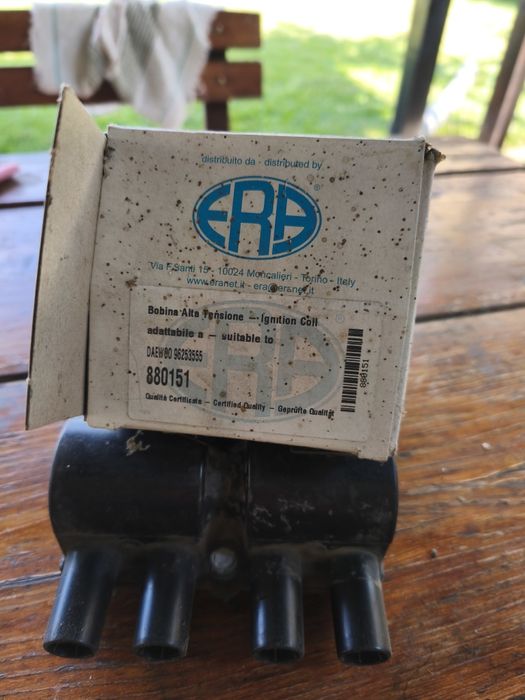 distribuito da - distributed by
ERA
Via F. Santi 15 - 10024 Moncalieri - Torino - Italy
www.eranet.it - era@eranet.it
Bobina Alta Tensione – Ignition Coil
adattabile a – suitable to
DAEWOO 96253555
880151
Qualità Certificata – Certified Quality – Geprüfte Qualität
880151